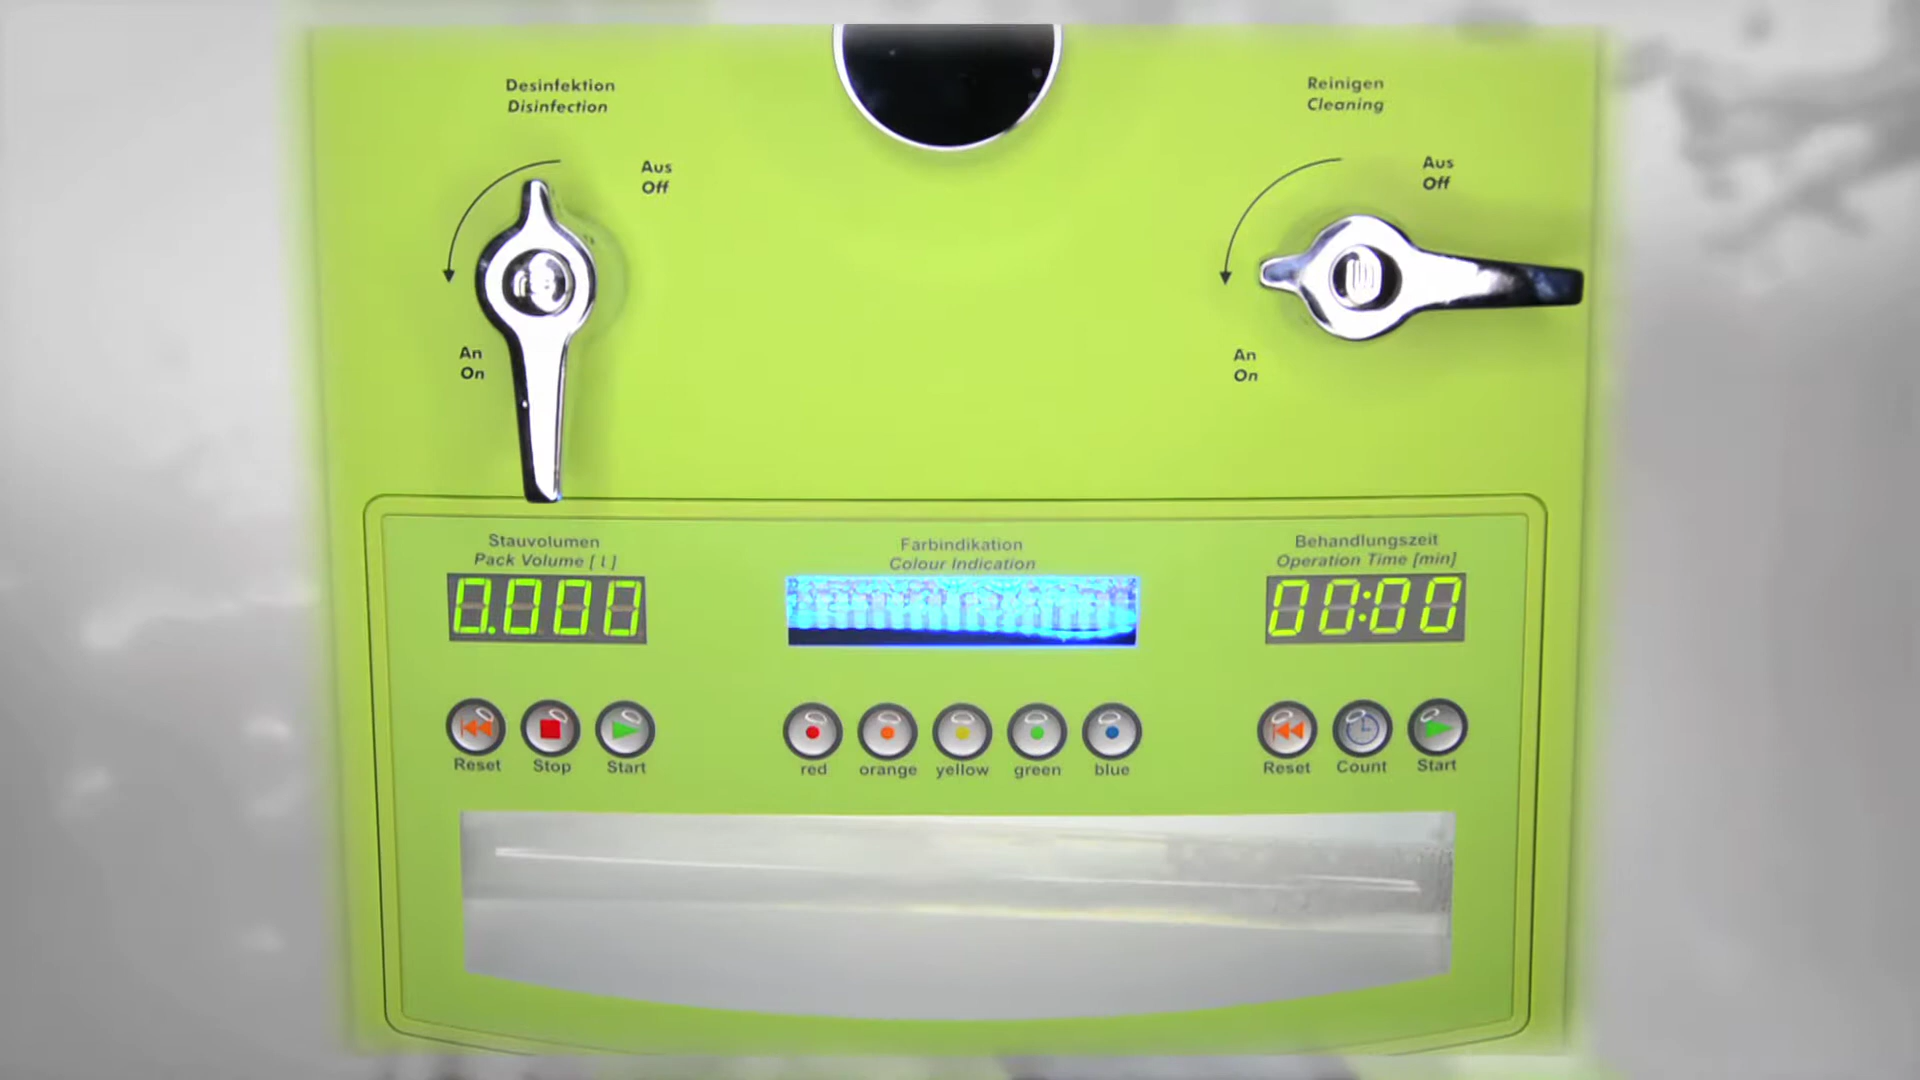 Desinfektion
Disinfection
Aus
Off
An
On
Reinigen
Cleaning
Aus
Off
An
On
Stauvolumen
Pack Volume [ l ]
0.000
Reset
Stop
Start
Farbindikation
Colour Indication
red
orange
yellow
green
blue
Behandlungszeit
Operation Time [min]
00:00
Reset
Count
Start